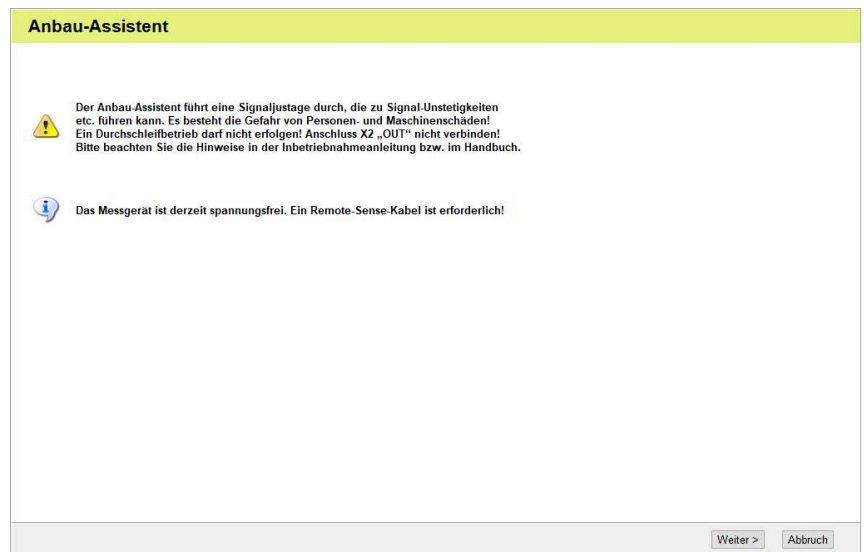 Anbau-Assistent
Der Anbau-Assistent führt eine Signaljustage durch, die zu Signal-Unstetigkeiten
etc. führen kann. Es besteht die Gefahr von Personen- und Maschinenschäden!
Ein Durchschleifbetrieb darf nicht erfolgen! Anschluss X2 „OUT“ nicht verbinden!
Bitte beachten Sie die Hinweise in der Inbetriebnahmeanleitung bzw. im Handbuch.
Das Messgerät ist derzeit spannungsfrei. Ein Remote-Sense-Kabel ist erforderlich!
Weiter > Abbruch